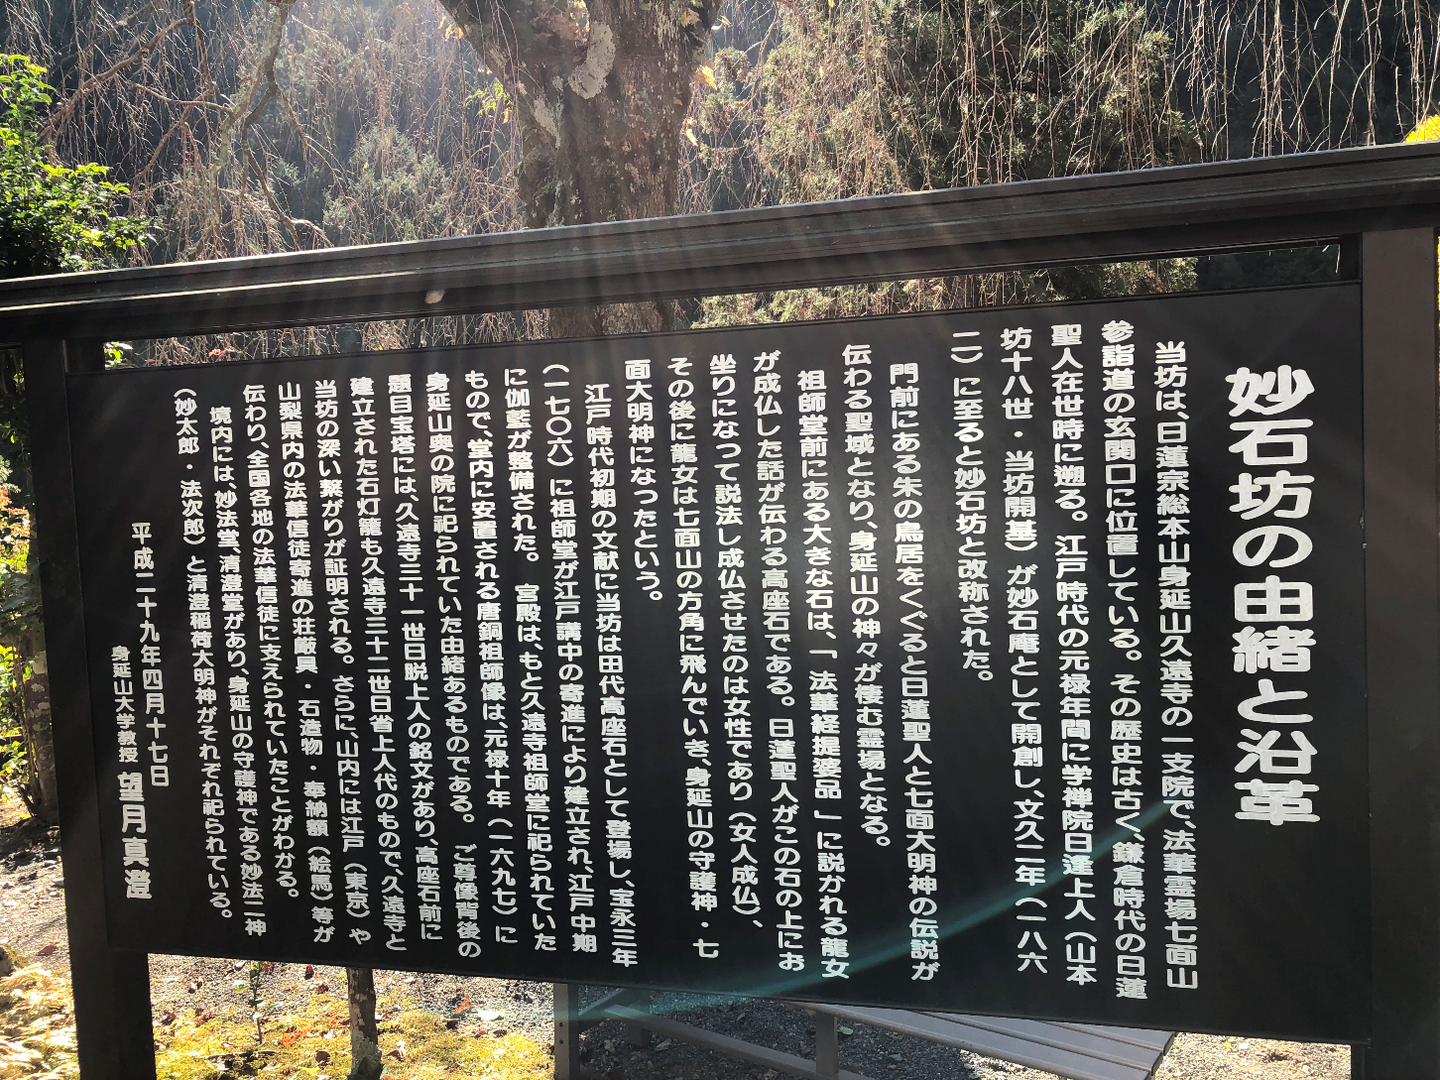 妙石坊の由緒と沿革
当坊は、日蓮宗総本山身延山久遠寺の一支院で、法華霊場七面山
参詣道の玄関口に位置している。その歴史は古く、鎌倉時代の日蓮
聖人在世時に遡る。江戸時代の元禄年間に学禅院日逢上人（山本
坊十八世・当坊開基）が妙石庵として開創し、文久二年（一八六
二）に至ると妙石坊と改称された。
門前にある朱の鳥居をくぐると日蓮聖人と七面大明神の伝説が
伝わる聖域となり、身延山の神々が棲む霊場となる。
祖師堂前にある大きな石は、「法華経提婆品」に説かれる龍女
が成仏した話が伝わる高座石である。日蓮聖人がこの石の上にお
坐りになって説法し成仏させたのは女性であり（女人成仏）、
その後に龍女は七面山の方角に飛んでいき、身延山の守護神・七
面大明神になったという。
江戸時代初期の文献に当坊は田代高座石として登場し、宝永三年
（一七〇六）に祖師堂が江戸講中の寄進により建立され、江戸中期
に伽藍が整備された。宮殿は、もと久遠寺祖師堂に祀られていた
もので、堂内に安置される唐銅祖師像は、元禄十年（一六九七）に
身延山奥の院に祀られていた由緒あるものである。ご尊像背後の
題目宝塔には、久遠寺三十一世日脱上人の銘文があり、高座石前に
建立された石灯籠も久遠寺三十二世日省上人代のもので、久遠寺と
当坊の深い繋がりが証明される。さらに、山内には江戸（東京）や
山梨県内の法華信徒寄進の荘厳具・石造物・奉納額（絵馬）等が
伝わり、全国各地の法華信徒に支えられていたことがわかる。
境内には、妙法堂、清澄堂があり、身延山の守護神である妙法二神
（妙太郎・法次郎）と清澄稲荷大明神がそれぞれ祀られている。
平成二十九年四月十七日
身延山大学教授 望月真澄